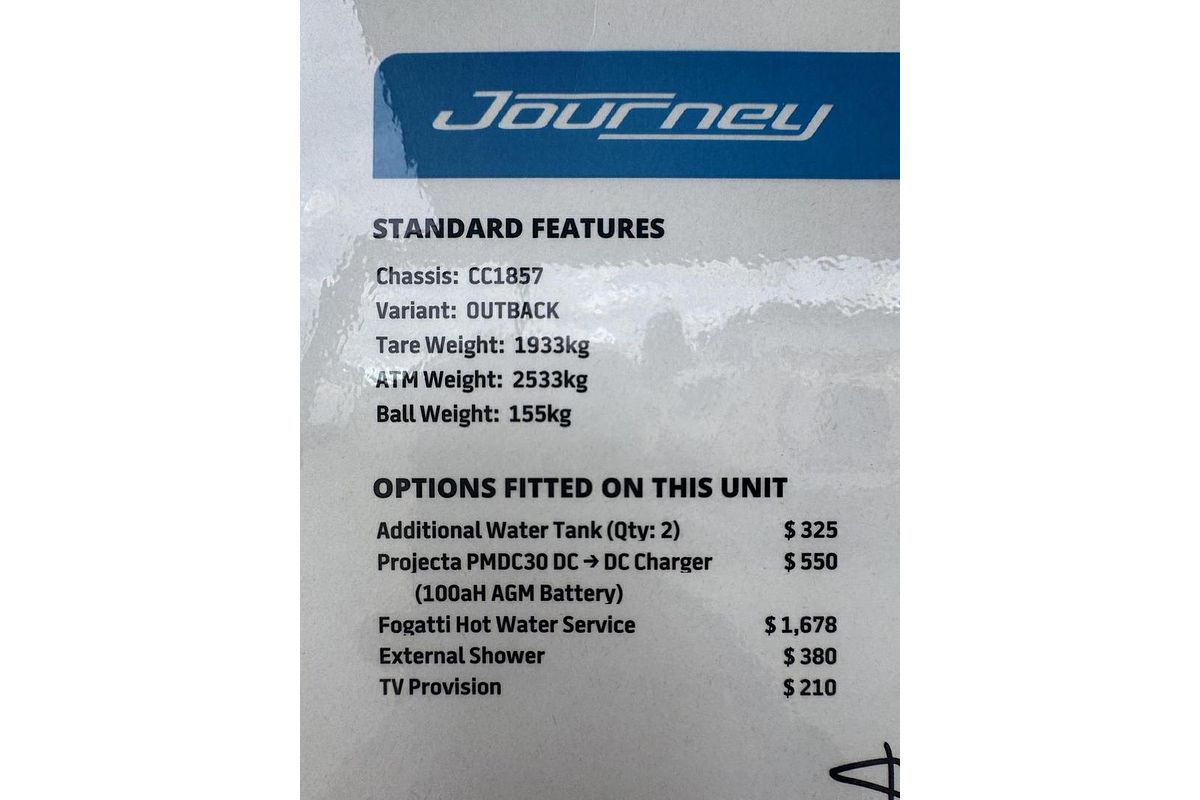 Journey
STANDARD FEATURES
Chassis: CC1857
Variant: OUTBACK
Tare Weight: 1933kg
ATM Weight: 2533kg
Ball Weight: 155kg
OPTIONS FITTED ON THIS UNIT
Additional Water Tank (Qty: 2) $ 325
Projecta PMDC30 DC → DC Charger $ 550
(100aH AGM Battery)
Fogatti Hot Water Service $ 1,678
External Shower $ 380
TV Provision $ 210